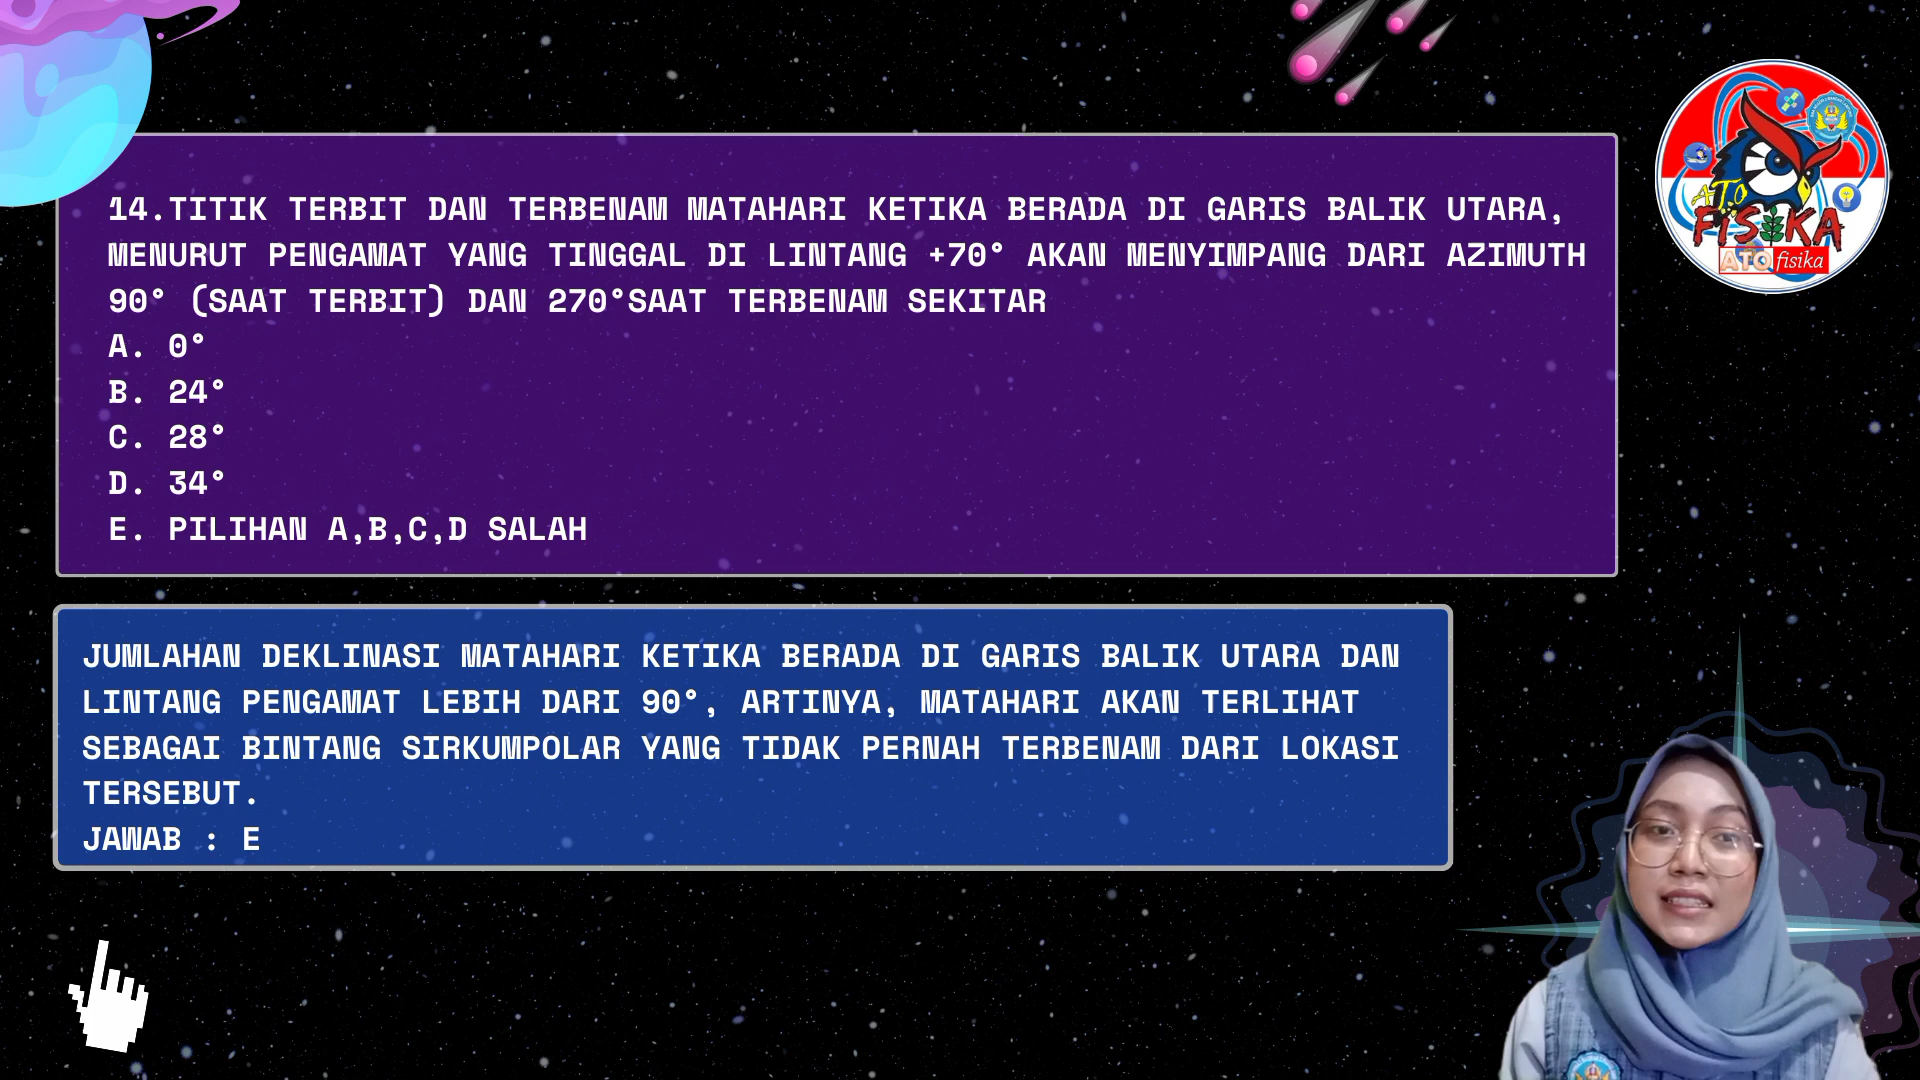 14.TITIK TERBIT DAN TERBENAM MATAHARI KETIKA BERADA DI GARIS BALIK UTARA,
MENURUT PENGAMAT YANG TINGGAL DI LINTANG +70° AKAN MENYIMPANG DARI AZIMUTH
90° (SAAT TERBIT) DAN 270°SAAT TERBENAM SEKITAR
A. 0°
B. 24°
C. 28°
D. 34°
E. PILIHAN A,B,C,D SALAH
ATO
FISIKA
ATO fisika
JUMLAHAN DEKLINASI MATAHARI KETIKA BERADA DI GARIS BALIK UTARA DAN
LINTANG PENGAMAT LEBIH DARI 90°, ARTINYA, MATAHARI AKAN TERLIHAT
SEBAGAI BINTANG SIRKUMPOLAR YANG TIDAK PERNAH TERBENAM DARI LOKASI
TERSEBUT.
JAWAB : E